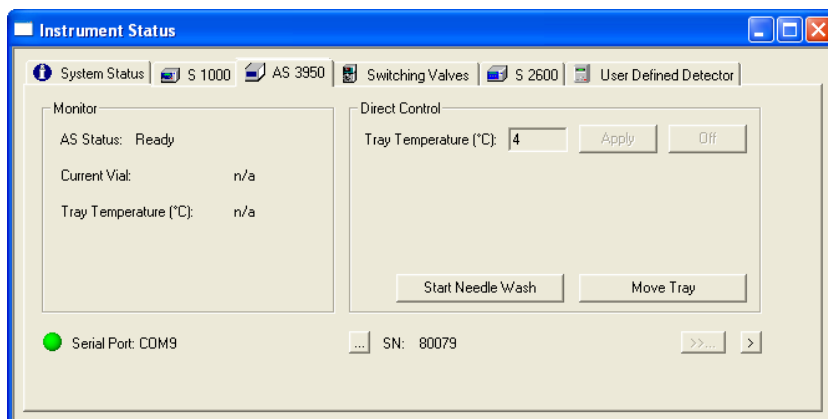 Instrument Status
System Status S 1000 AS 3950 Switching Valves S 2600 User Defined Detector
Monitor
AS Status: Ready
Current Vial: n/a
Tray Temperature (°C): n/a
Direct Control
Tray Temperature (°C): 4 Apply Off
Start Needle Wash Move Tray
Serial Port: COM9 ... SN: 80079 >>... >